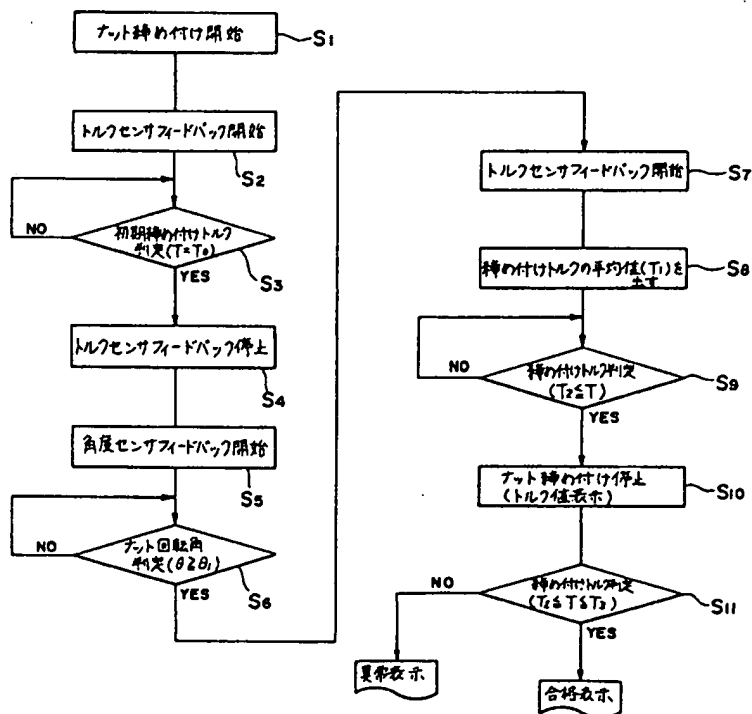 ナット締め付け開始
S1
トルクセンサフィードバック開始
S2
NO
初期締め付けトルク
判定(T=T0)
S3
YES
トルクセンサフィードバック停止
S4
角度センサフィードバック開始
S5
NO
ナット回転角
判定(θ≧θ1)
S6
YES
トルクセンサフィードバック開始
S7
締め付けトルクの平均値(T1)を
出す
S8
NO
締め付けトルク判定
(T2≦T)
S9
YES
ナット締め付け停止
(トルク値表示)
S10
NO
締め付けトルク判定
≦T≦T3)
S11
YES
異常表示
合格表示